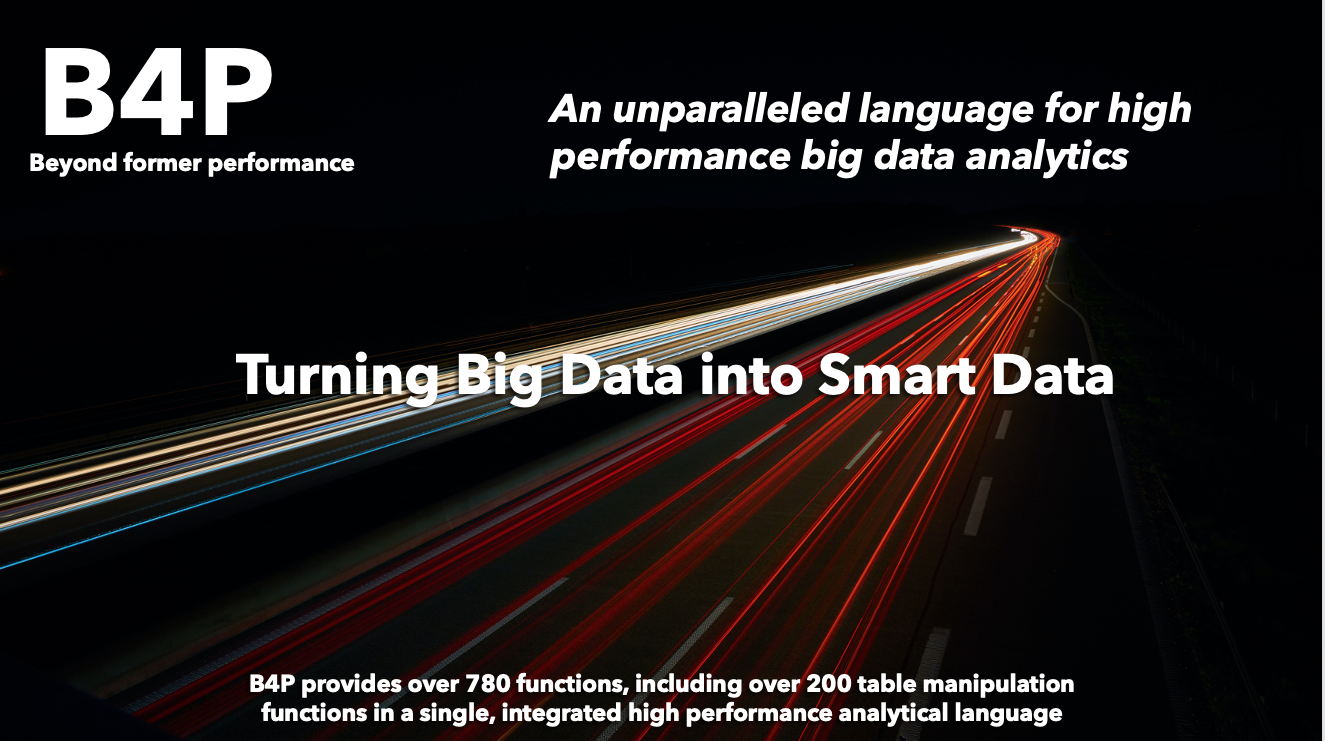 B4P
Beyond former performance
An unparalleled language for high
performance big data analytics
Turning Big Data into Smart Data
B4P provides over 780 functions, including over 200 table manipulation
functions in a single, integrated high performance analytical language